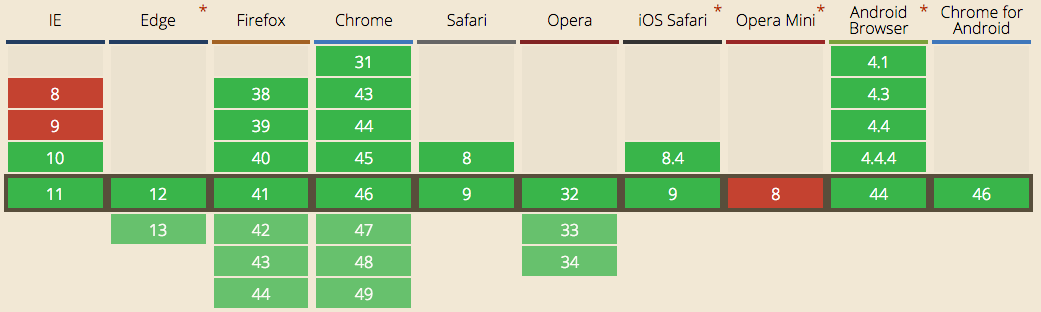 IE Edge * Firefox Chrome Safari Opera iOS Safari * Opera Mini * Android Browser * Chrome for Android
31 4.1
8 38 43 4.3
9 39 44 4.4
10 40 45 8 8.4 4.4.4
11 12 41 46 9 32 9 8 44 46
13 42 47 33
43 48 34
44 49